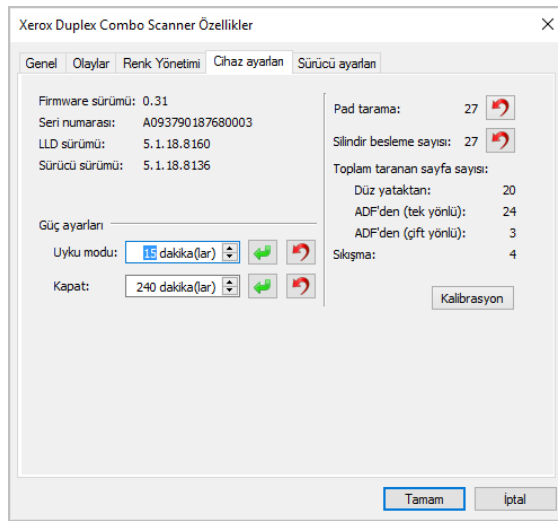 Xerox Duplex Combo Scanner Özellikler
Genel Olaylar Renk Yönetimi Cihaz ayarları Sürücü ayarları
Firmware sürümü: 0.31
Seri numarası: A093790187680003
LLD sürümü: 5.1.18.8160
Sürücü sürümü: 5.1.18.8136
Güç ayarları
Uyku modu: 15 dakika(lar)
Kapat: 240 dakika(lar)
Pad tarama: 27
Silindir besleme sayısı: 27
Toplam taranan sayfa sayısı:
Düz yataktan: 20
ADF'den (tek yönlü): 24
ADF'den (çift yönlü): 3
Sıkışma: 4
Kalibrasyon
Tamam İptal